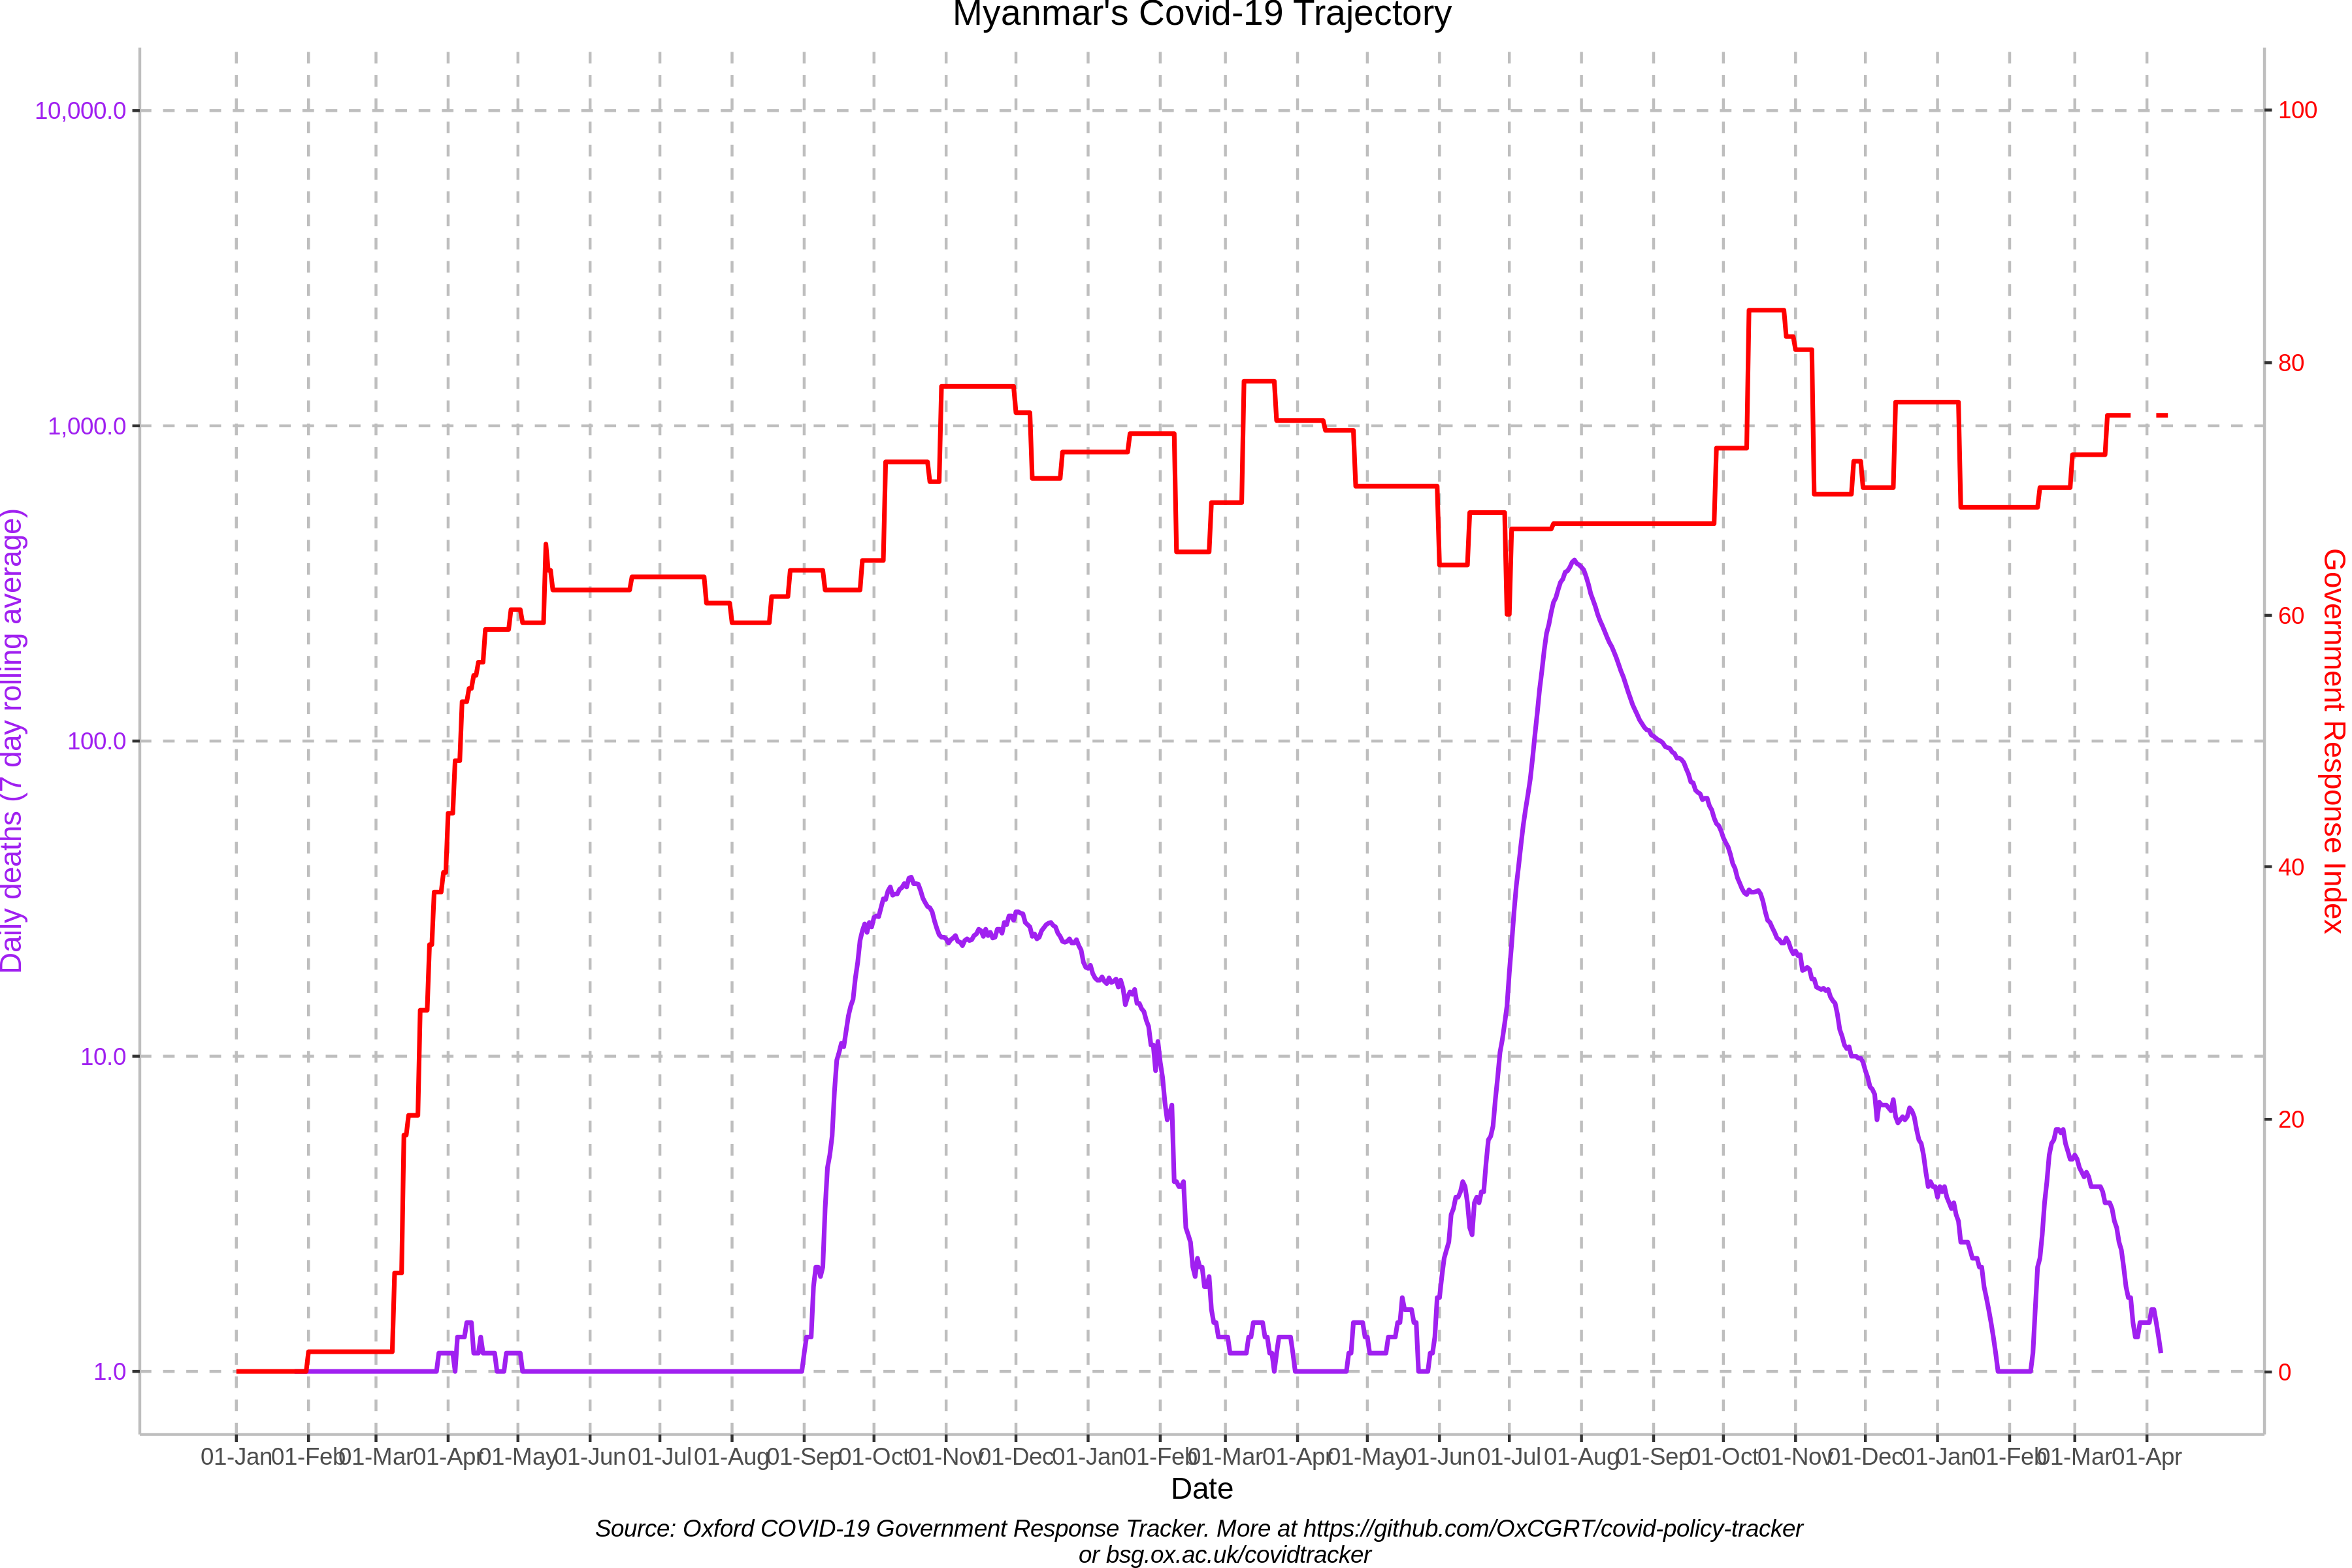 Myanmar's Covid-19 Trajectory
10,000.0
1,000.0
100.0
10.0
1.0
Daily deaths (7 day rolling average)
100
80
60
40
20
0
Government Response Index
01-Jan 01-Feb 01-Mar 01-Apr 01-May 01-Jun 01-Jul 01-Aug 01-Sep 01-Oct 01-Nov 01-Dec 01-Jan 01-Feb 01-Mar 01-Apr 01-May 01-Jun 01-Jul 01-Aug 01-Sep 01-Oct 01-Nov 01-Dec 01-Jan 01-Feb 01-Mar 01-Apr
Date
Source: Oxford COVID-19 Government Response Tracker. More at https://github.com/OxCGRT/covid-policy-tracker
or bsg.ox.ac.uk/covidtracker